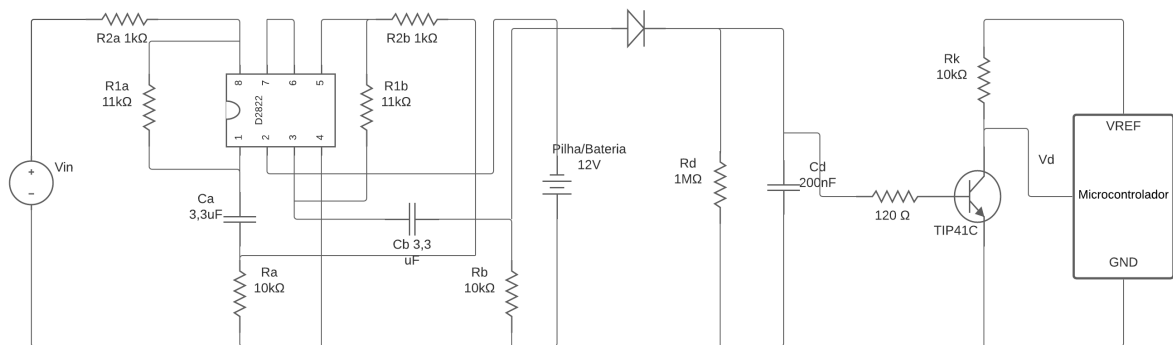 R2a 1kΩ
R2b 1kΩ
Rk
10kΩ
8
7
6
5
R1a
11kΩ
D2822
R1b
11kΩ
VREF
1
2
3
4
Pilha/Bateria
12V
Vin
+
−
Rd
1MΩ
Cd
200nF
Vd
Microcontrolador
Ca
3,3uF
120 Ω
TIP41C
Cb 3,3
uF
Ra
10kΩ
Rb
10kΩ
GND